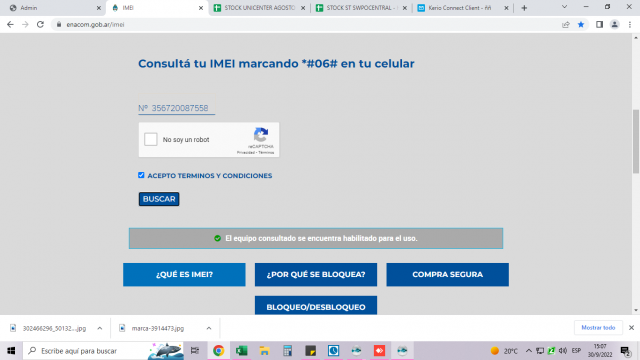 Admin
IMEI
STOCK UNICENTER AGOSTO
STOCK ST SWPOCENTRAL -
Kerio Connect Client -
enacom.gob.ar/imei
Consultá tu IMEI marcando *#06# en tu celular
Nº 356720087558
No soy un robot
reCAPTCHA
Privacidad - Términos
ACEPTO TERMINOS Y CONDICIONES
BUSCAR
El equipo consultado se encuentra habilitado para el uso.
¿QUÉ ES IMEI?
¿POR QUÉ SE BLOQUEA?
COMPRA SEGURA
BLOQUEO/DESBLOQUEO
302466296_50132....jpg
marca-3914473.jpg
Mostrar todo
Escribe aquí para buscar
20°C
ESP
15:07
30/9/2022